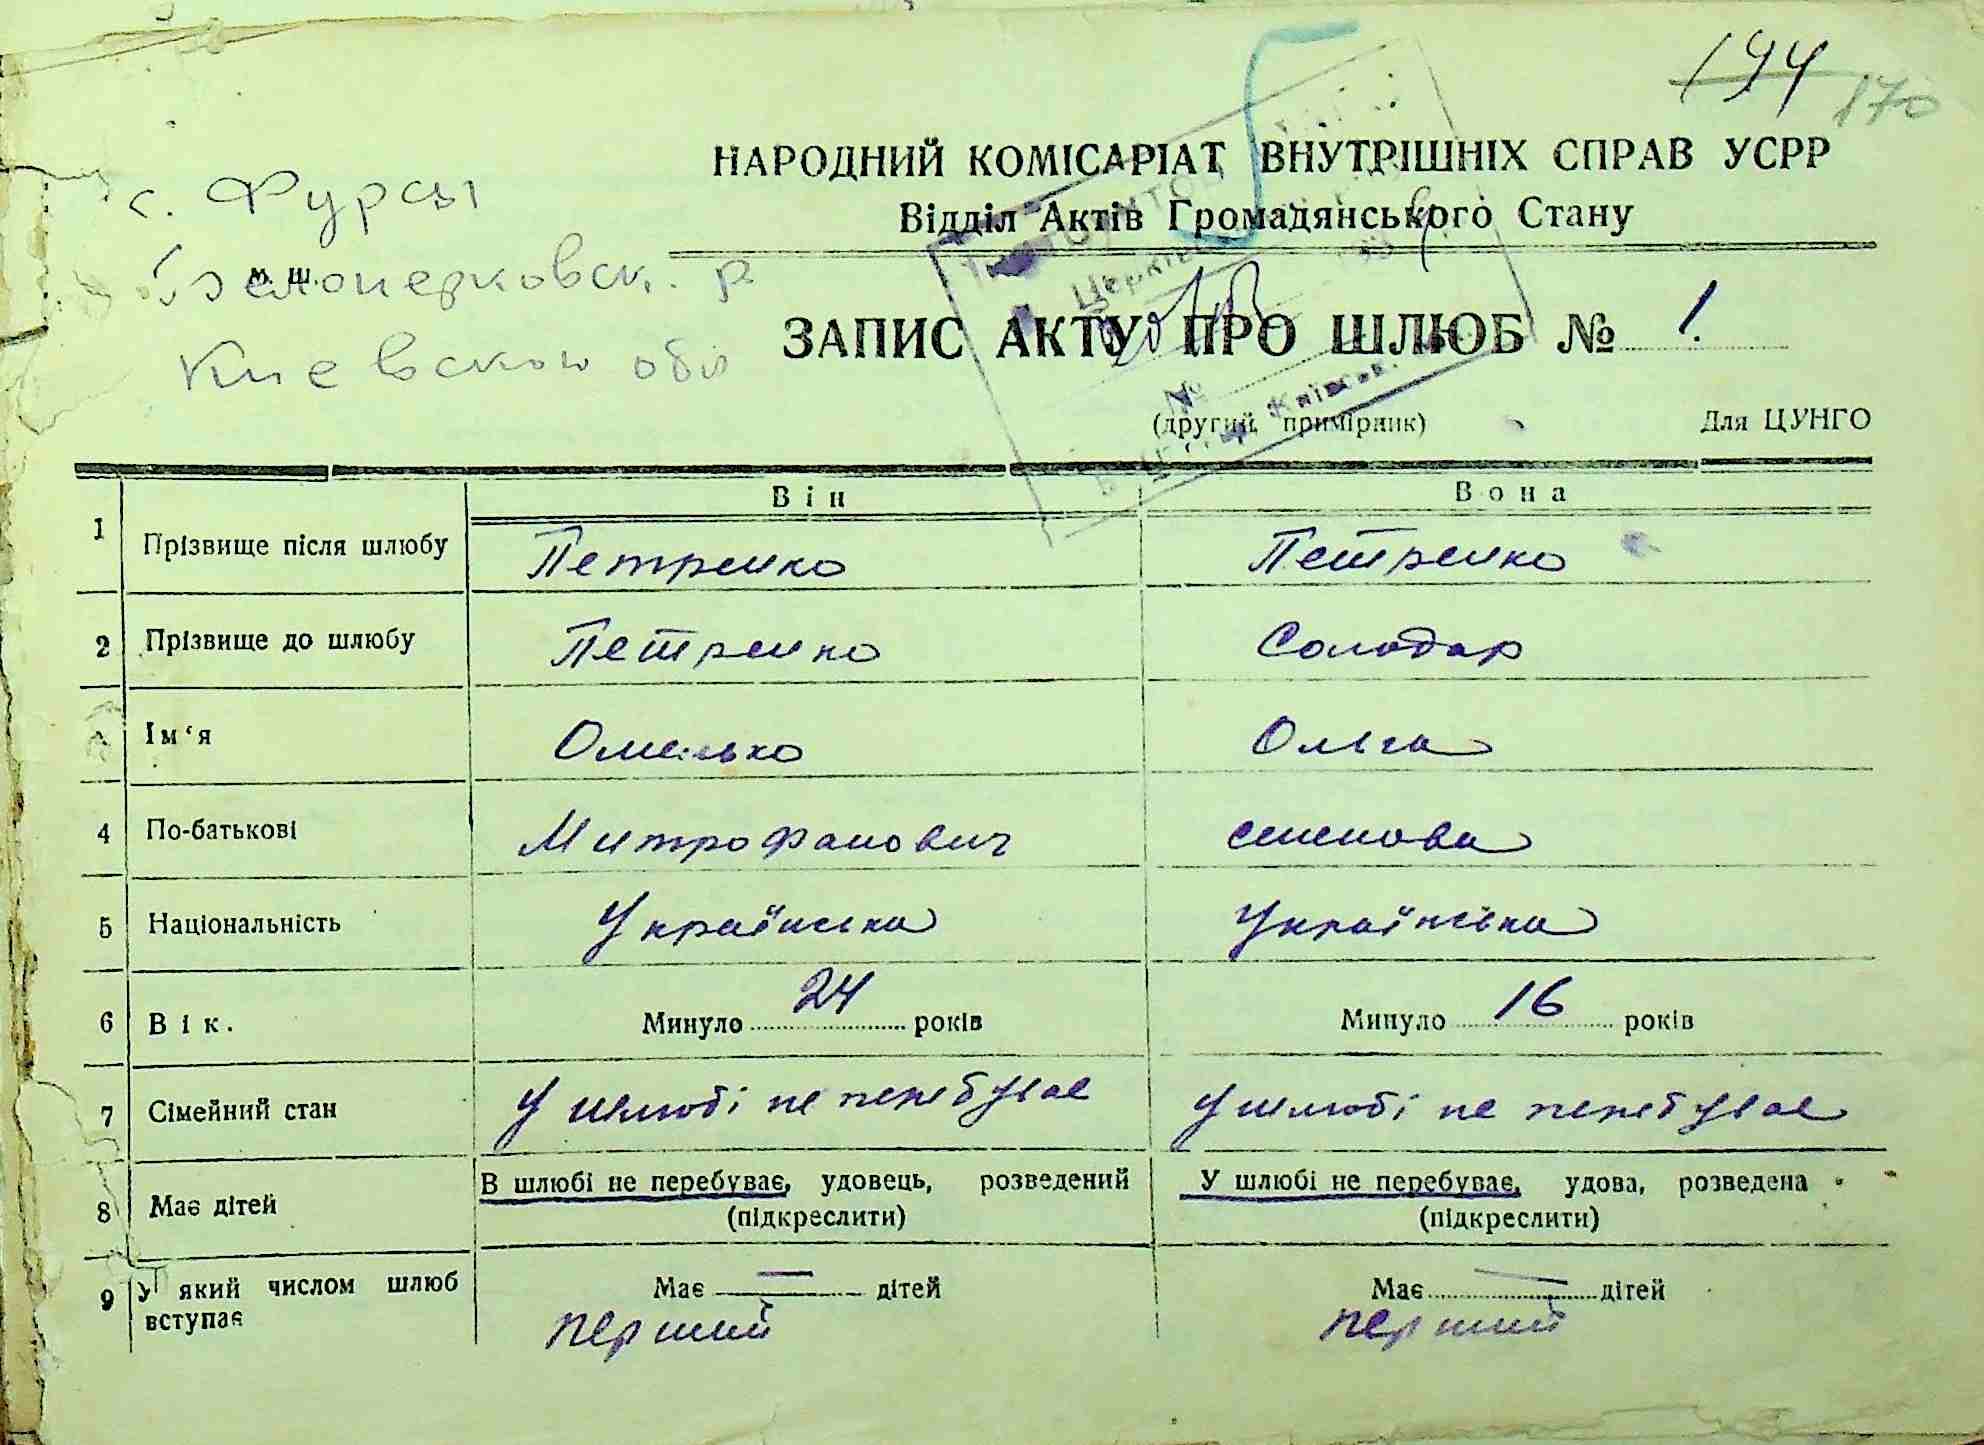 194
170
с. Фурсы
Белоцерковск. р
Киевской обл
м. ш.
НАРОДНИЙ КОМІСАРІАТ ВНУТРІШНІХ СПРАВ УСРР
Відділ Актів Громадянського Стану
ЗАПИС АКТУ ПРО ШЛЮБ № 1.
(другий примірник) Для ЦУНГО
Він Вона
1 Прізвище після шлюбу Петренко Петренко
2 Прізвище до шлюбу Петренко Солодар
Ім‘я Омелько Ольга
4 По-батькові Митрофанович семенова
5 Національність Українська Українська
6 Вік. Минуло 24 років Минуло 16 років
7 Сімейний стан У шлюбі не перебуває У шлюбі не перебуває
8 Має дітей В шлюбі не перебуває, удовець, розведений У шлюбі не перебуває, удова, розведена
(підкреслити) (підкреслити)
9 У який числом шлюб вступає Має — дітей Має — дітей
перший перший